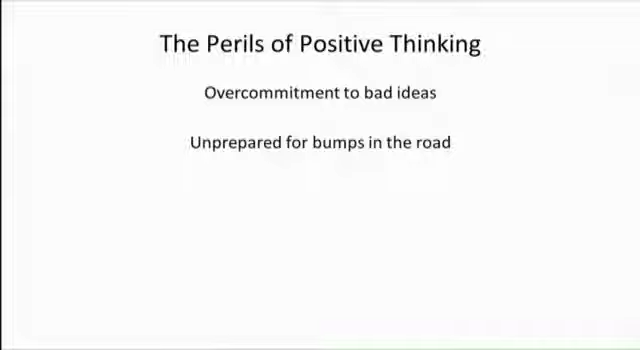 The Perils of Positive Thinking
Overcommitment to bad ideas
Unprepared for bumps in the road